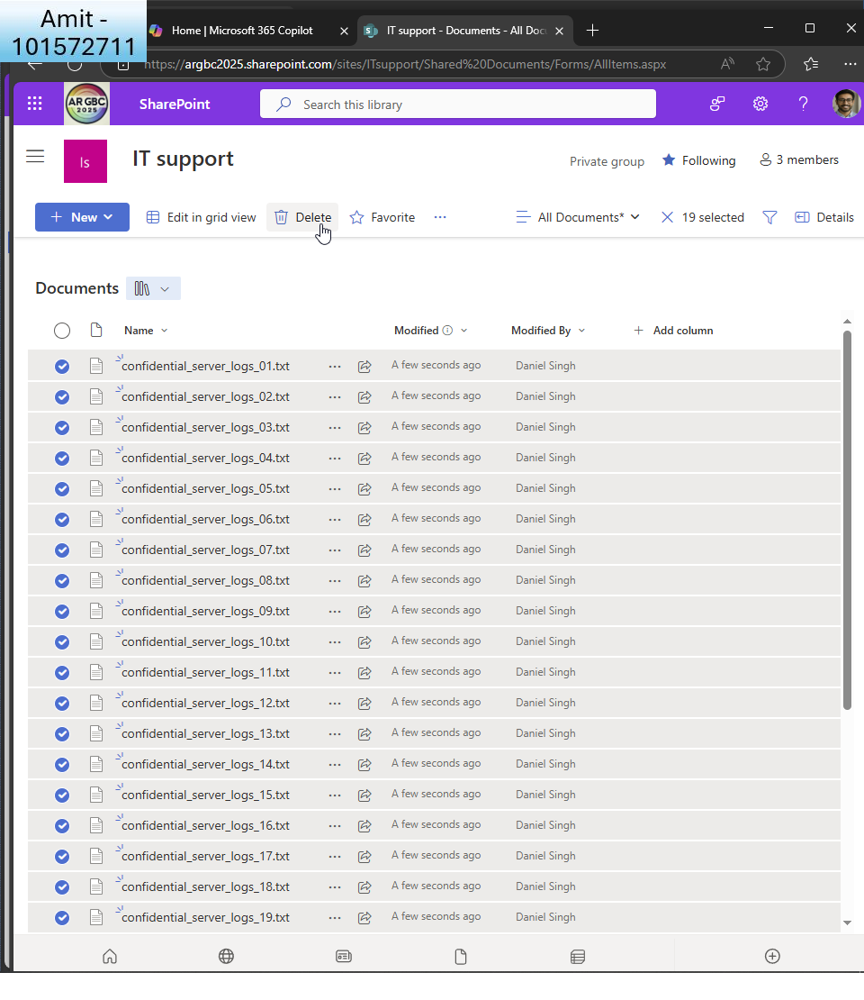 Amit -
101572711
Home | Microsoft 365 Copilot
IT support - Documents - All Doc
https://argbc2025.sharepoint.com/sites/ITsupport/Shared%20Documents/Forms/AllItems.aspx
AR GBC
2025
SharePoint
Search this library
Is
IT support
Private group
Following
3 members
New
Edit in grid view
Delete
Favorite
All Documents*
19 selected
Details
Documents
Name
Modified
Modified By
Add column
confidential_server_logs_01.txt A few seconds ago Daniel Singh
confidential_server_logs_02.txt A few seconds ago Daniel Singh
confidential_server_logs_03.txt A few seconds ago Daniel Singh
confidential_server_logs_04.txt A few seconds ago Daniel Singh
confidential_server_logs_05.txt A few seconds ago Daniel Singh
confidential_server_logs_06.txt A few seconds ago Daniel Singh
confidential_server_logs_07.txt A few seconds ago Daniel Singh
confidential_server_logs_08.txt A few seconds ago Daniel Singh
confidential_server_logs_09.txt A few seconds ago Daniel Singh
confidential_server_logs_10.txt A few seconds ago Daniel Singh
confidential_server_logs_11.txt A few seconds ago Daniel Singh
confidential_server_logs_12.txt A few seconds ago Daniel Singh
confidential_server_logs_13.txt A few seconds ago Daniel Singh
confidential_server_logs_14.txt A few seconds ago Daniel Singh
confidential_server_logs_15.txt A few seconds ago Daniel Singh
confidential_server_logs_16.txt A few seconds ago Daniel Singh
confidential_server_logs_17.txt A few seconds ago Daniel Singh
confidential_server_logs_18.txt A few seconds ago Daniel Singh
confidential_server_logs_19.txt A few seconds ago Daniel Singh